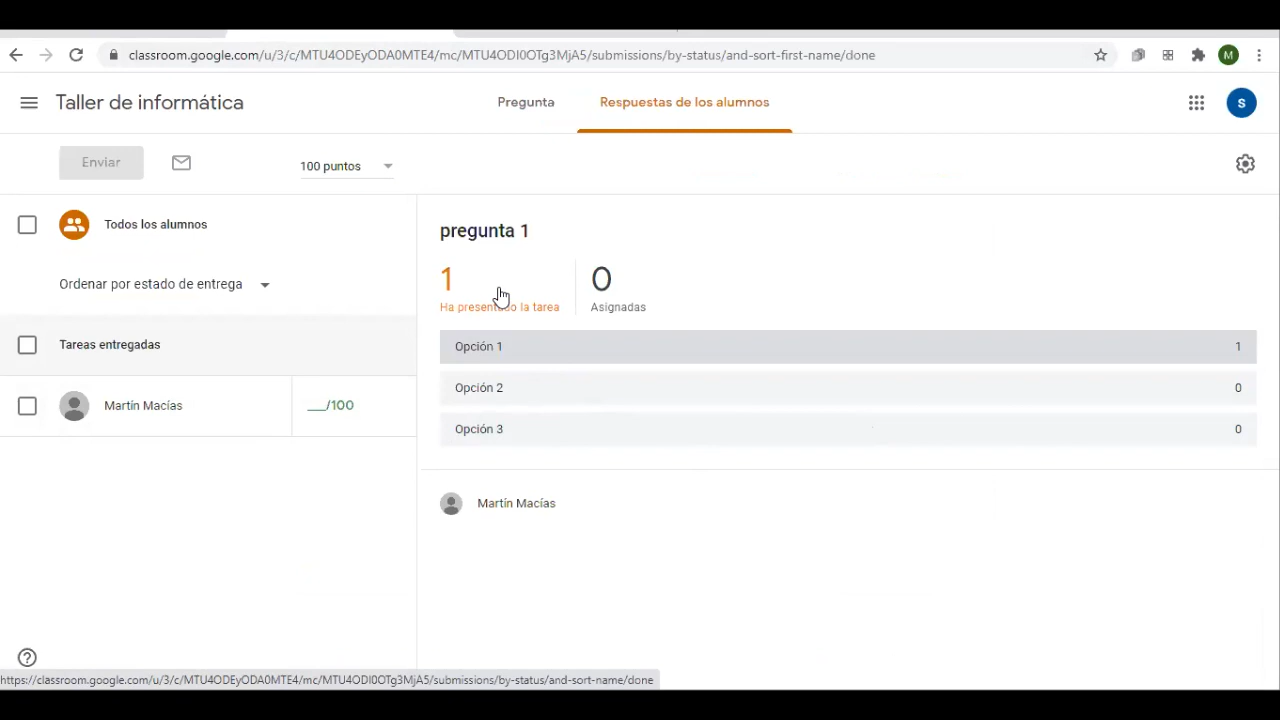 classroom.google.com/u/3/c/MTU4ODEyODA0MTE4/mc/MTU4ODI0OTg3MjA5/submissions/by-status/and-sort-first-name/done
M
Taller de informática
Pregunta
Respuestas de los alumnos
S
Enviar
100 puntos
Todos los alumnos
Ordenar por estado de entrega
Tareas entregadas
Martín Macías
__/100
pregunta 1
1
0
Ha presentado la tarea
Asignadas
Opción 1 1
Opción 2 0
Opción 3 0
Martín Macías
https://classroom.google.com/u/3/c/MTU4ODEyODA0MTE4/mc/MTU4ODI0OTg3MjA5/submissions/by-status/and-sort-first-name/done